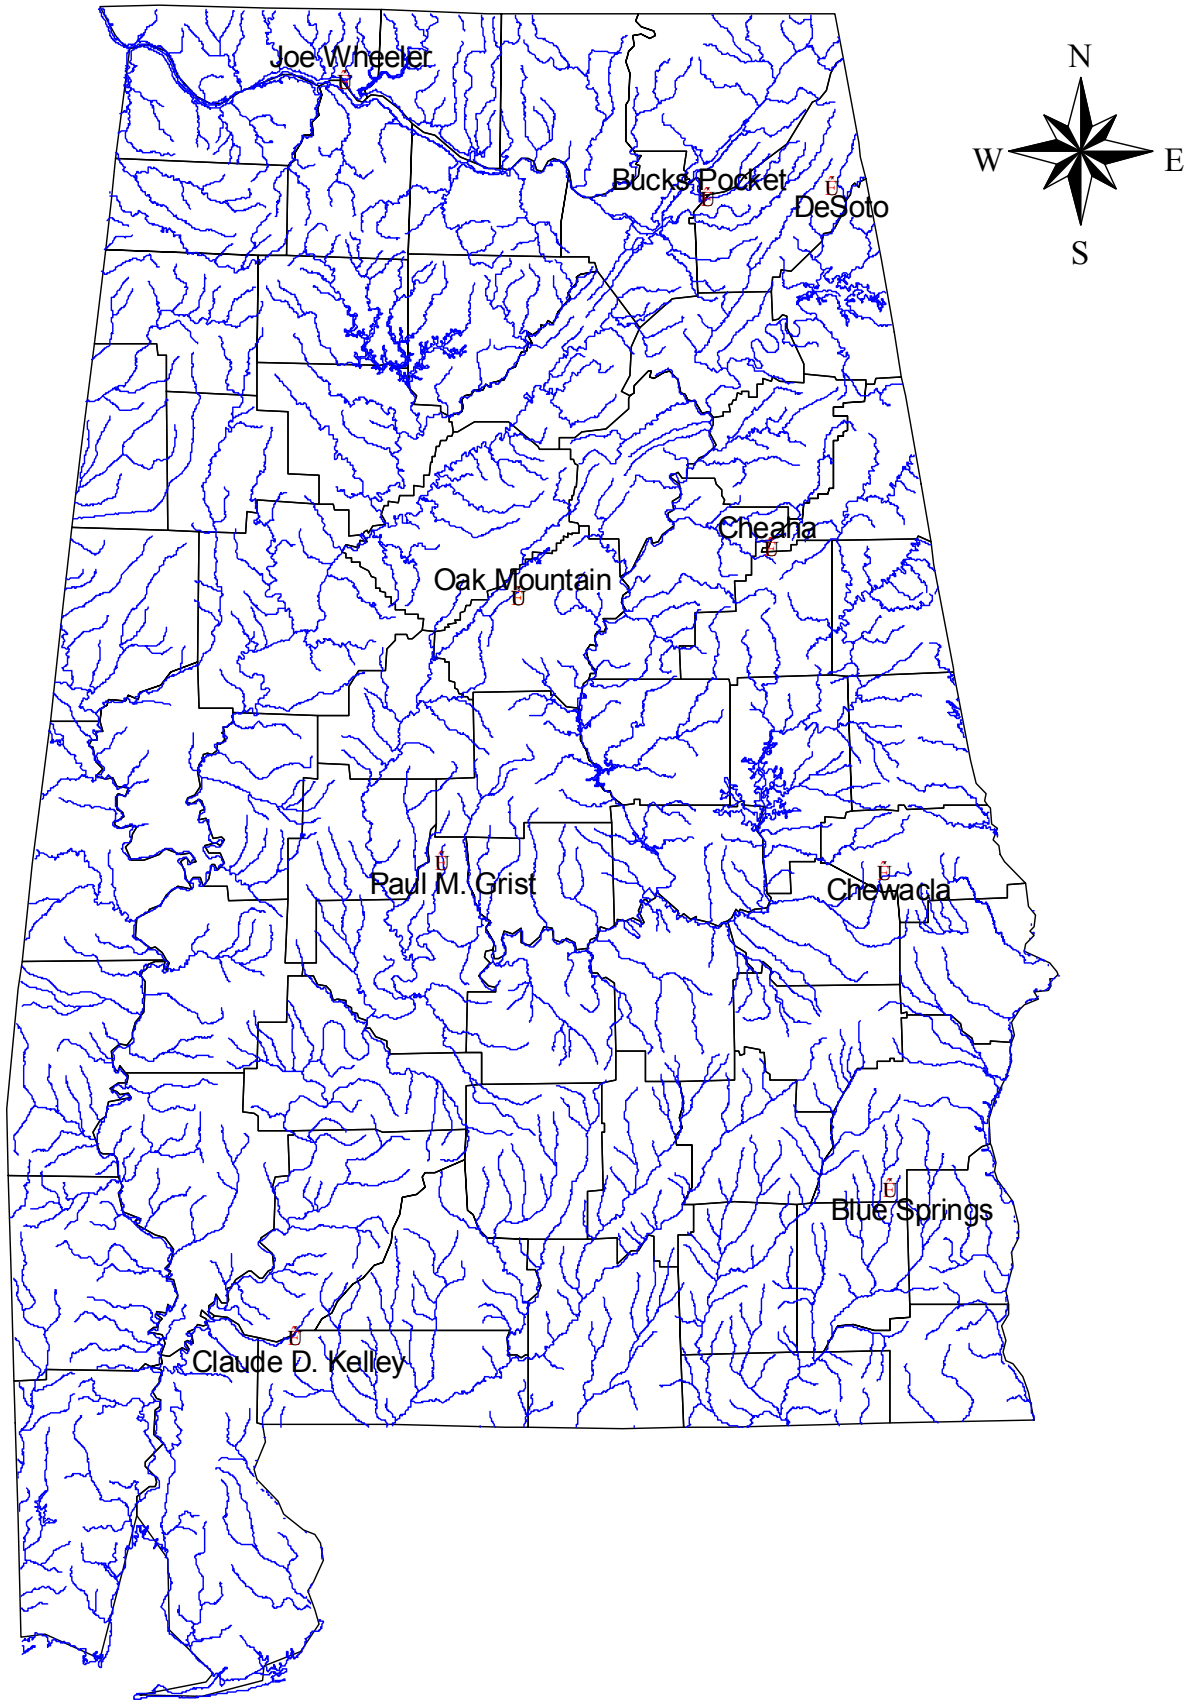 Joe Wheeler
N
W
E
S
Bucks Pocket
DeSoto
Cheaha
Oak Mountain
Paul M. Grist
Chewacla
Blue Springs
Claude D. Kelley